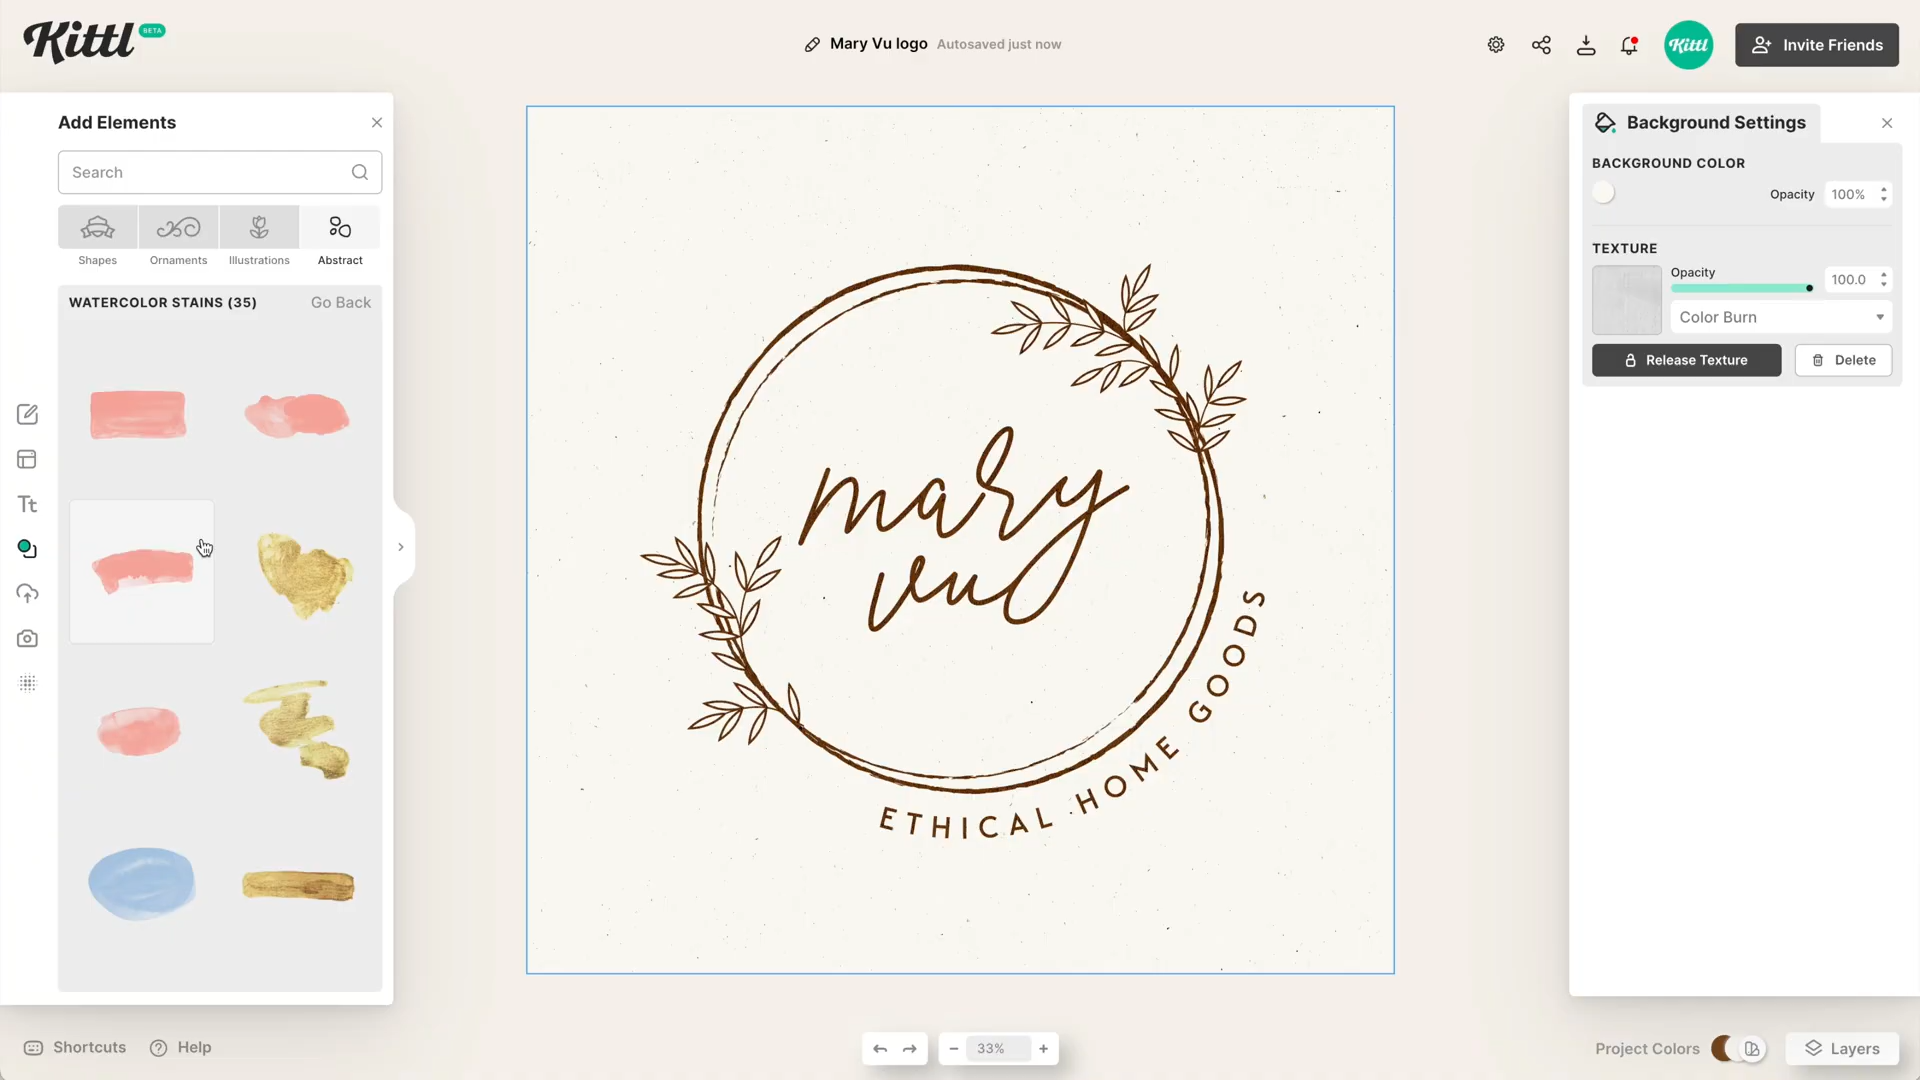 Kittl BETA
Mary Vu logo Autosaved just now
Kittl
Invite Friends
Add Elements
Search
Shapes Ornaments Illustrations Abstract
WATERCOLOR STAINS (35) Go Back
mary
vu
ETHICAL HOME GOODS
Background Settings
BACKGROUND COLOR
Opacity 100%
TEXTURE
Opacity 100.0
Color Burn
Release Texture Delete
Tt
Shortcuts Help
33%
Project Colors Layers